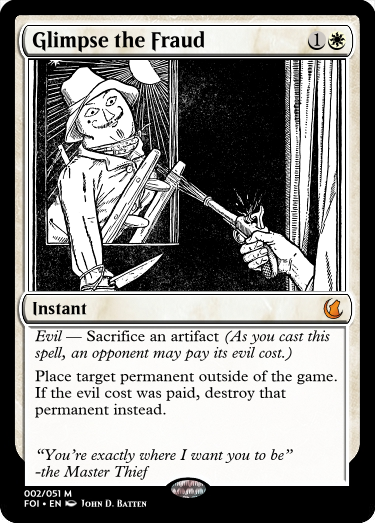 Glimpse the Fraud 1
Instant
Evil — Sacrifice an artifact (As you cast this
spell, an opponent may pay its evil cost.)
Place target permanent outside of the game.
If the evil cost was paid, destroy that
permanent instead.
“You’re exactly where I want you to be”
-the Master Thief
002/051 M
FOI • EN John D. Batten